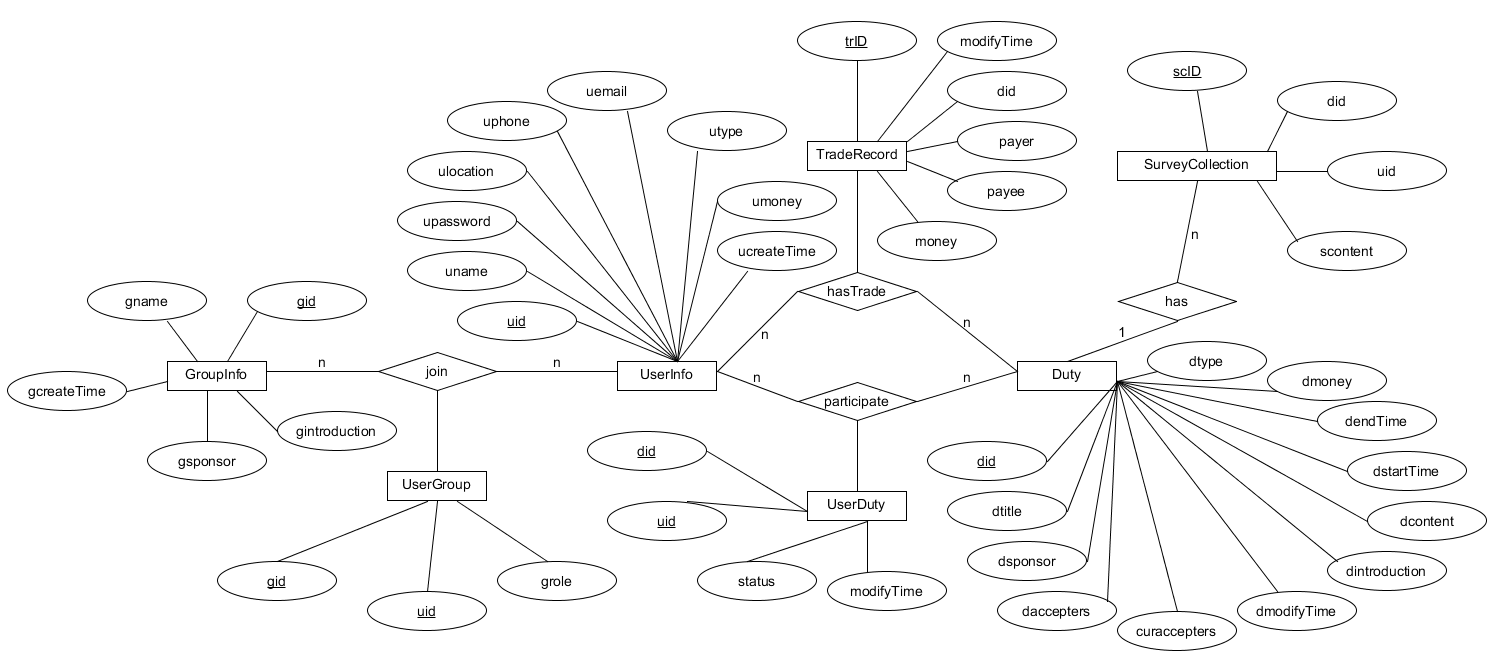 trID
modifyTime
scID
uemail
did
did
uphone
utype
payer
TradeRecord
SurveyCollection
ulocation
uid
payee
umoney
upassword
money
n
ucreateTime
scontent
uname
hasTrade
gname
gid
has
uid
n
n
1
n
join
n
GroupInfo
UserInfo
n
n
Duty
dtype
dmoney
gcreateTime
participate
dendTime
gintroduction
did
gsponsor
did
dstartTime
UserGroup
UserDuty
dtitle
uid
dcontent
dsponsor
dintroduction
gid
grole
status
modifyTime
uid
daccepters
dmodifyTime
curaccepters